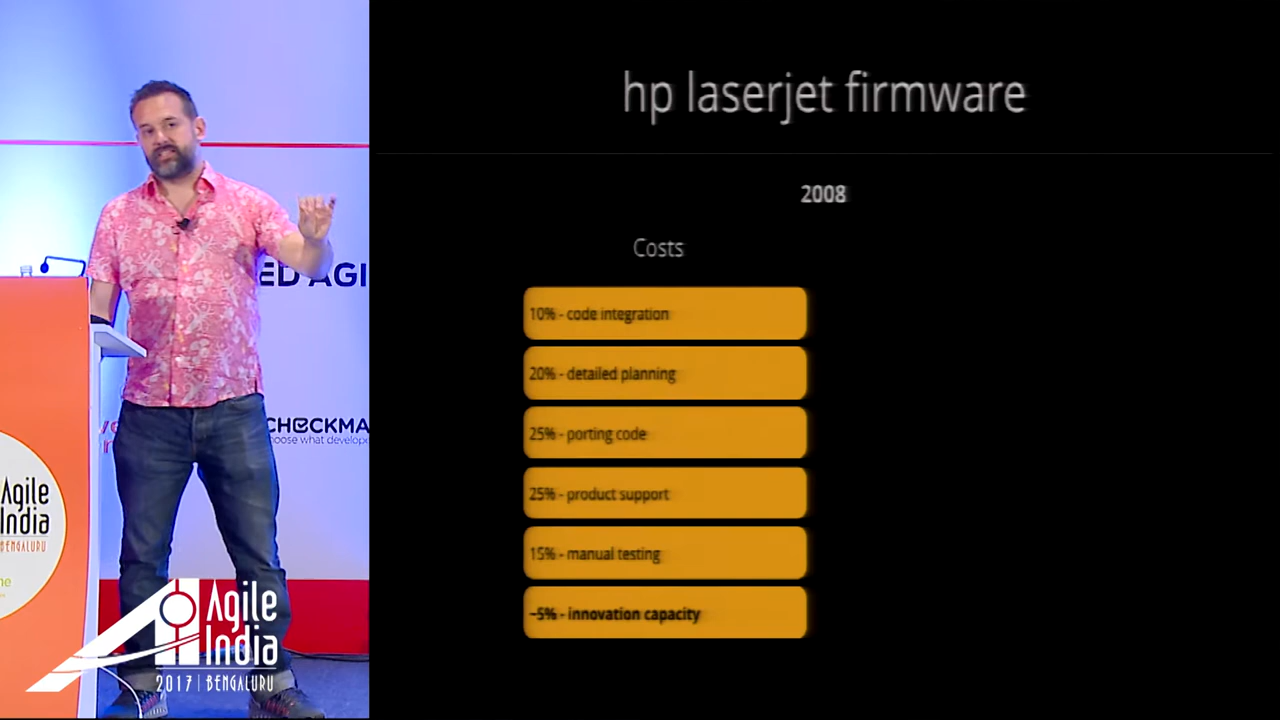 hp laserjet firmware
2008
Costs
10% - code integration
20% - detailed planning
25% - porting code
25% - product support
15% - manual testing
~5% - innovation capacity
ED AGI
CHECKMA
oose what develope
Agile
India
BENGALURU
Agile
India
2017 | BENGALURU